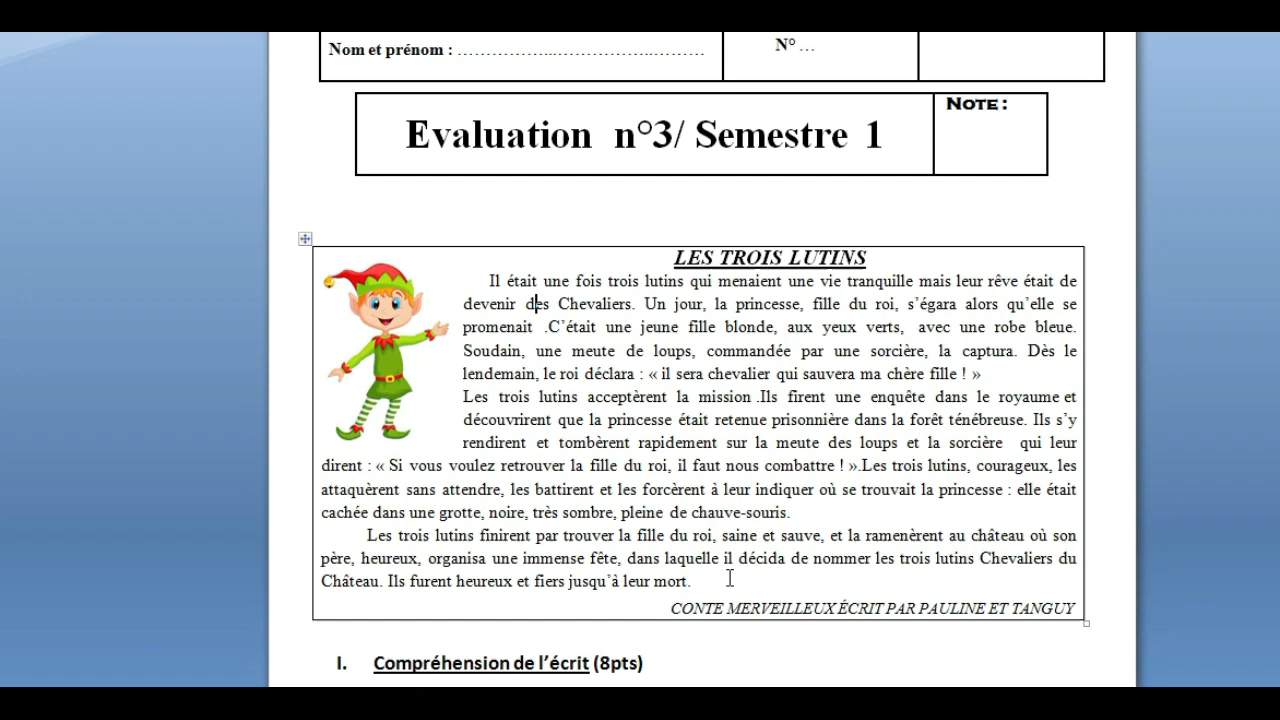 Nom et prénom : ……………..……………..………
N° …
Evaluation n°3/ Semestre 1
NOTE :
LES TROIS LUTINS
Il était une fois trois lutins qui menaient une vie tranquille mais leur rêve était de
devenir des Chevaliers. Un jour, la princesse, fille du roi, s’égara alors qu’elle se
promenait .C’était une jeune fille blonde, aux yeux verts, avec une robe bleue.
Soudain, une meute de loups, commandée par une sorcière, la captura. Dès le
lendemain, le roi déclara : « il sera chevalier qui sauvera ma chère fille ! »
Les trois lutins acceptèrent la mission .Ils firent une enquête dans le royaume et
découvrirent que la princesse était retenue prisonnière dans la forêt ténébreuse. Ils s’y
rendirent et tombèrent rapidement sur la meute des loups et la sorcière qui leur
dirent : « Si vous voulez retrouver la fille du roi, il faut nous combattre ! ».Les trois lutins, courageux, les
attaquèrent sans attendre, les battirent et les forcèrent à leur indiquer où se trouvait la princesse : elle était
cachée dans une grotte, noire, très sombre, pleine de chauve-souris.
Les trois lutins finirent par trouver la fille du roi, saine et sauve, et la ramenèrent au château où son
père, heureux, organisa une immense fête, dans laquelle il décida de nommer les trois lutins Chevaliers du
Château. Ils furent heureux et fiers jusqu’à leur mort.
CONTE MERVEILLEUX ÉCRIT PAR PAULINE ET TANGUY
I. Compréhension de l’écrit (8pts)